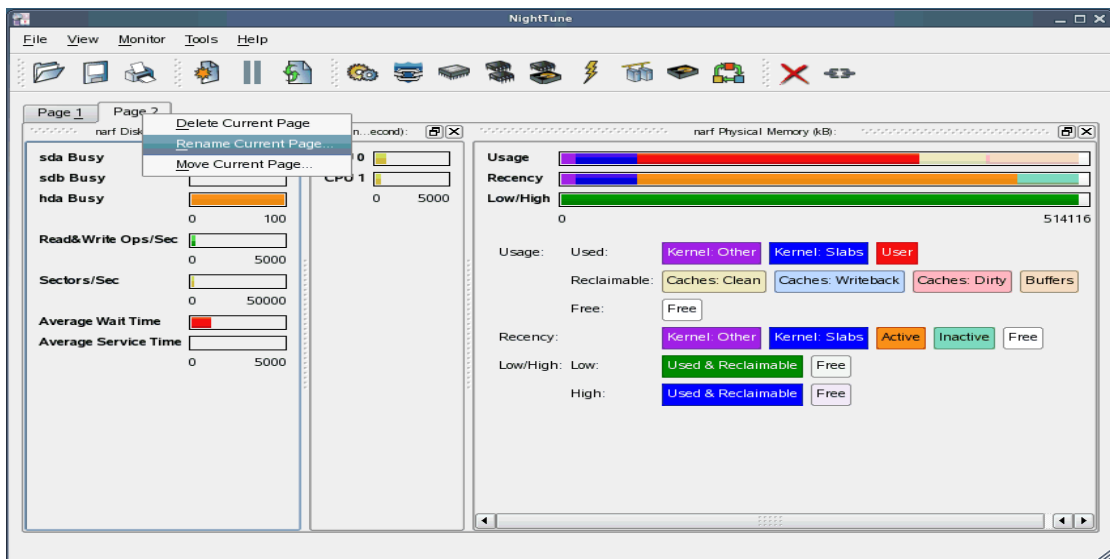 NightTune
File View Monitor Tools Help
Page 1 Page 2
Delete Current Page
Rename Current Page...
Move Current Page...
narf Disk
n...econd):
sda Busy
sdb Busy
hda Busy
0 100
Read&Write Ops/Sec
0 5000
Sectors/Sec
0 50000
Average Wait Time
Average Service Time
0 5000
0
CPU 1
0 5000
narf Physical Memory (kB):
Usage
Recency
Low/High
0 514116
Usage: Used: Kernel: Other Kernel: Slabs User
Reclaimable: Caches: Clean Caches: Writeback Caches: Dirty Buffers
Free: Free
Recency: Kernel: Other Kernel: Slabs Active Inactive Free
Low/High: Low: Used & Reclaimable Free
High: Used & Reclaimable Free